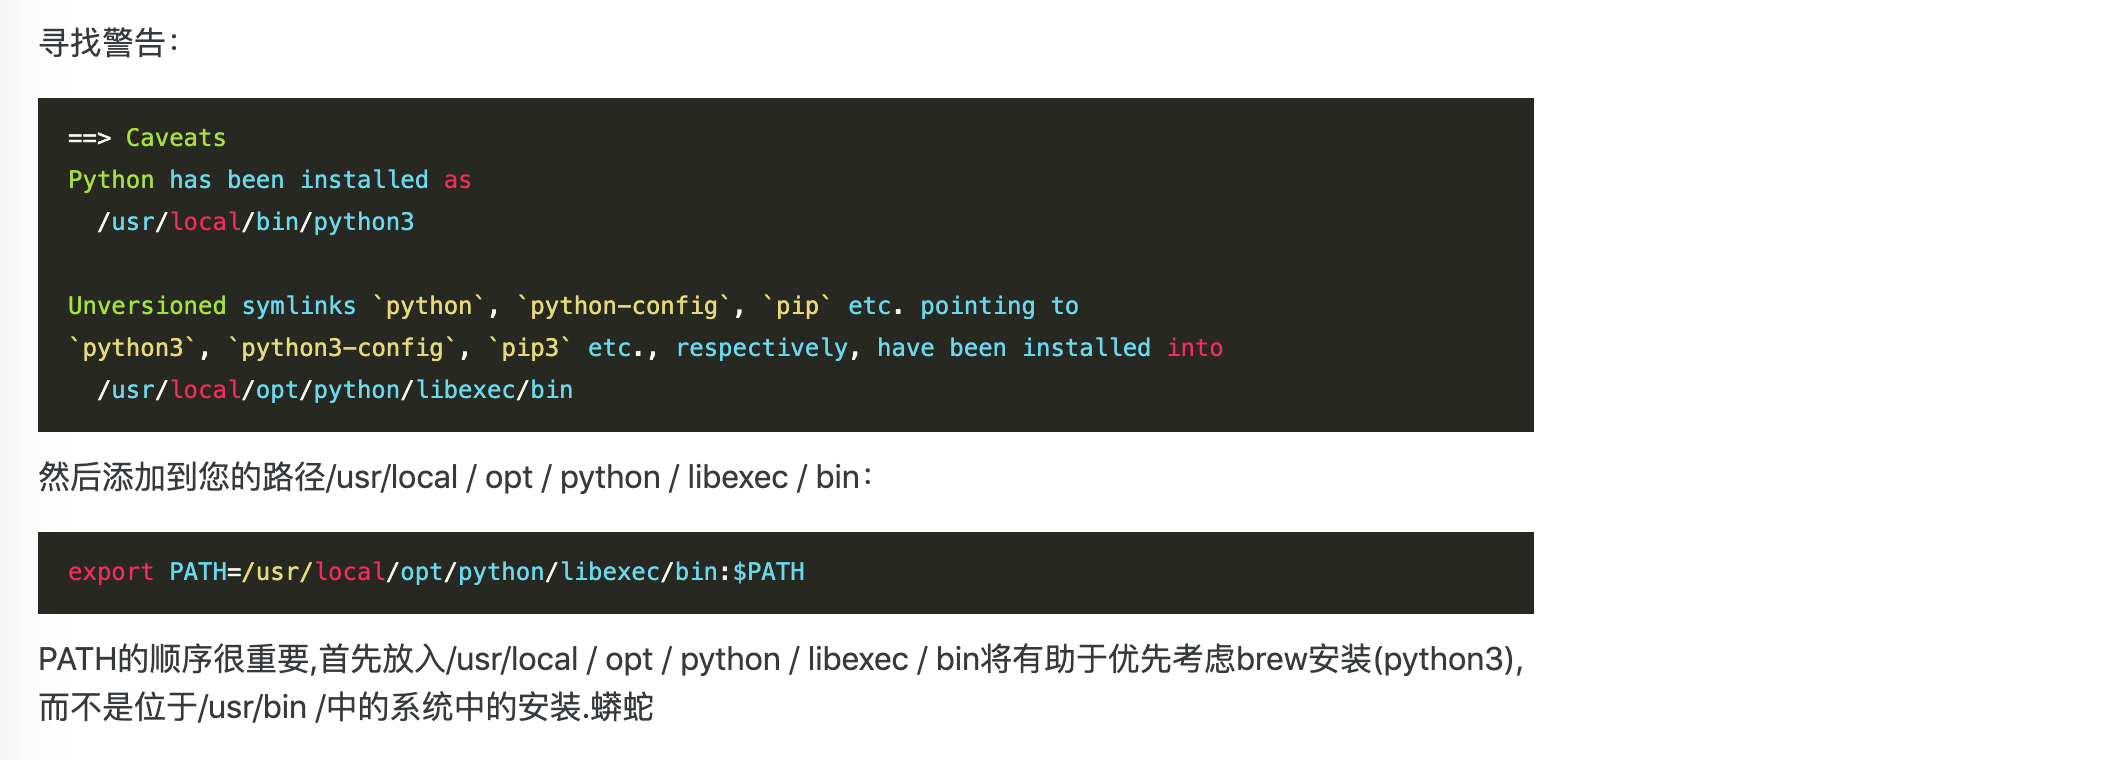 寻找警告：
==> Caveats
Python has been installed as
  /usr/local/bin/python3
Unversioned symlinks `python`, `python-config`, `pip` etc. pointing to
`python3`, `python3-config`, `pip3` etc., respectively, have been installed into
  /usr/local/opt/python/libexec/bin
然后添加到您的路径/usr/local / opt / python / libexec / bin：
export PATH=/usr/local/opt/python/libexec/bin:$PATH
PATH的顺序很重要,首先放入/usr/local / opt / python / libexec / bin将有助于优先考虑brew安装(python3),
而不是位于/usr/bin /中的系统中的安装.蟒蛇